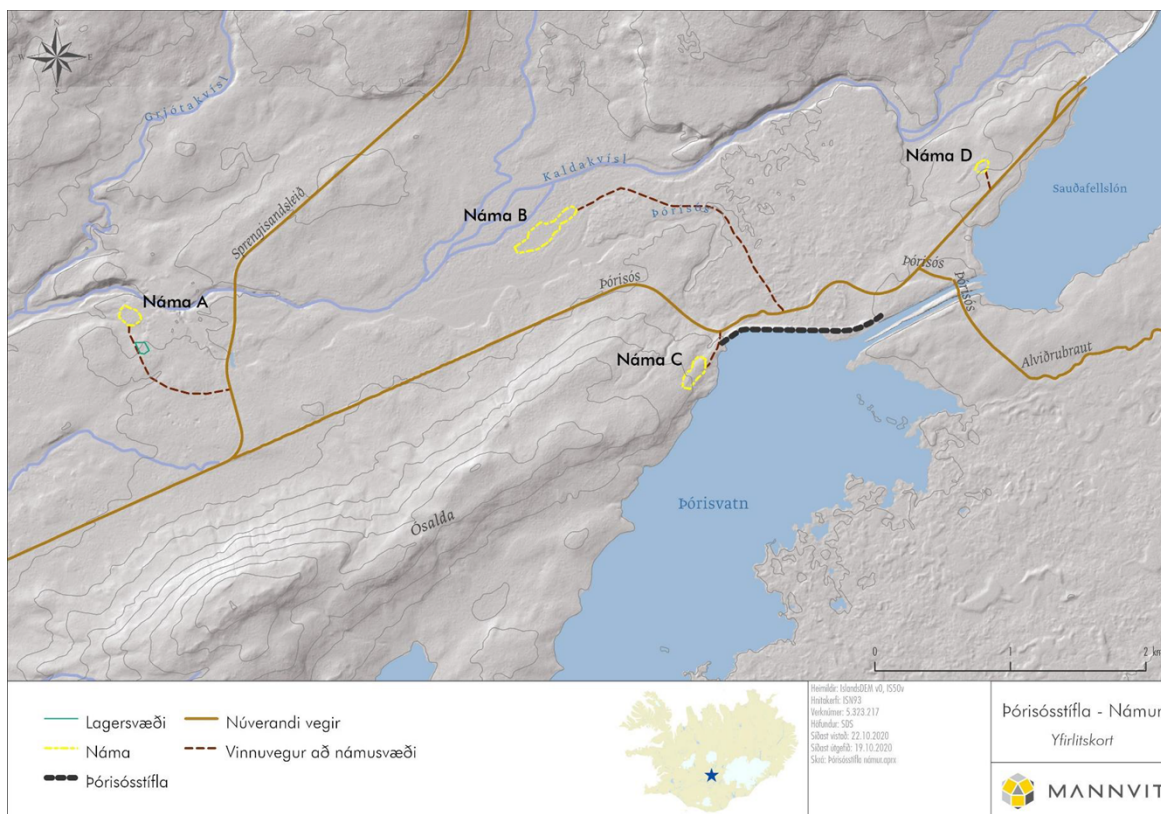 N
W
E
S
Grjótakvísl
Sprengisandsleið
Kaldakvísl
Náma D
Sauðafellslón
Náma B
Þórisós
Þórisós
Þórisós
Þórisós
Náma A
Náma C
Alviðrubraut
Þórisvatn
Ósalda
0 1 2 km
Lagersvæði
Náma
Þórisósstífla
Núverandi vegir
Vinnuvegur að námusvæði
Heimildir: IslandsDEM v0, IS50v
Hnitakerfi: ISN93
Verknúmer: 5.323.217
Höfundur: SDS
Síðast vistað: 22.10.2020
Síðast útgefið: 19.10.2020
Skrá: Þórisósstífla námur.aprx
Þórisósstífla - Námur
Yfirlitskort
MANNVIT